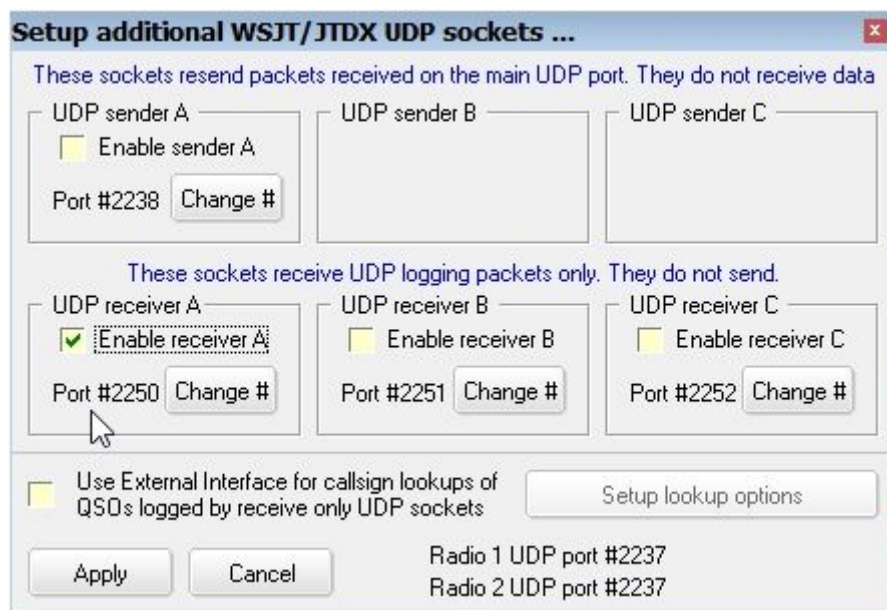 Setup additional WSJT/JTDX UDP sockets ...
These sockets resend packets received on the main UDP port. They do not receive data
UDP sender A
Enable sender A
Port #2238 Change #
UDP sender B
UDP sender C
These sockets receive UDP logging packets only. They do not send.
UDP receiver A
Enable receiver A
Port #2250 Change #
UDP receiver B
Enable receiver B
Port #2251 Change #
UDP receiver C
Enable receiver C
Port #2252 Change #
Use External Interface for callsign lookups of
QSOs logged by receive only UDP sockets
Setup lookup options
Apply
Cancel
Radio 1 UDP port #2237
Radio 2 UDP port #2237